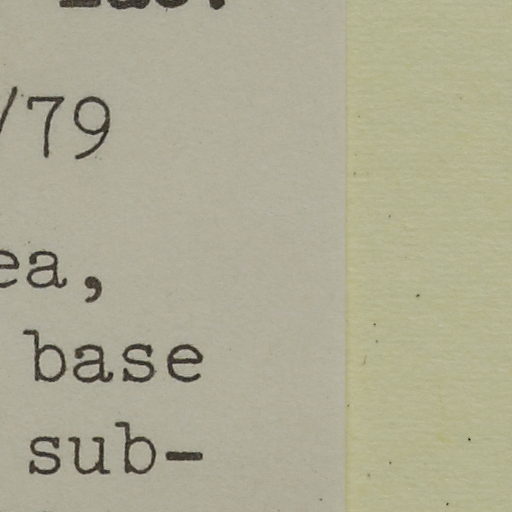 /79
ea,
base
sub-